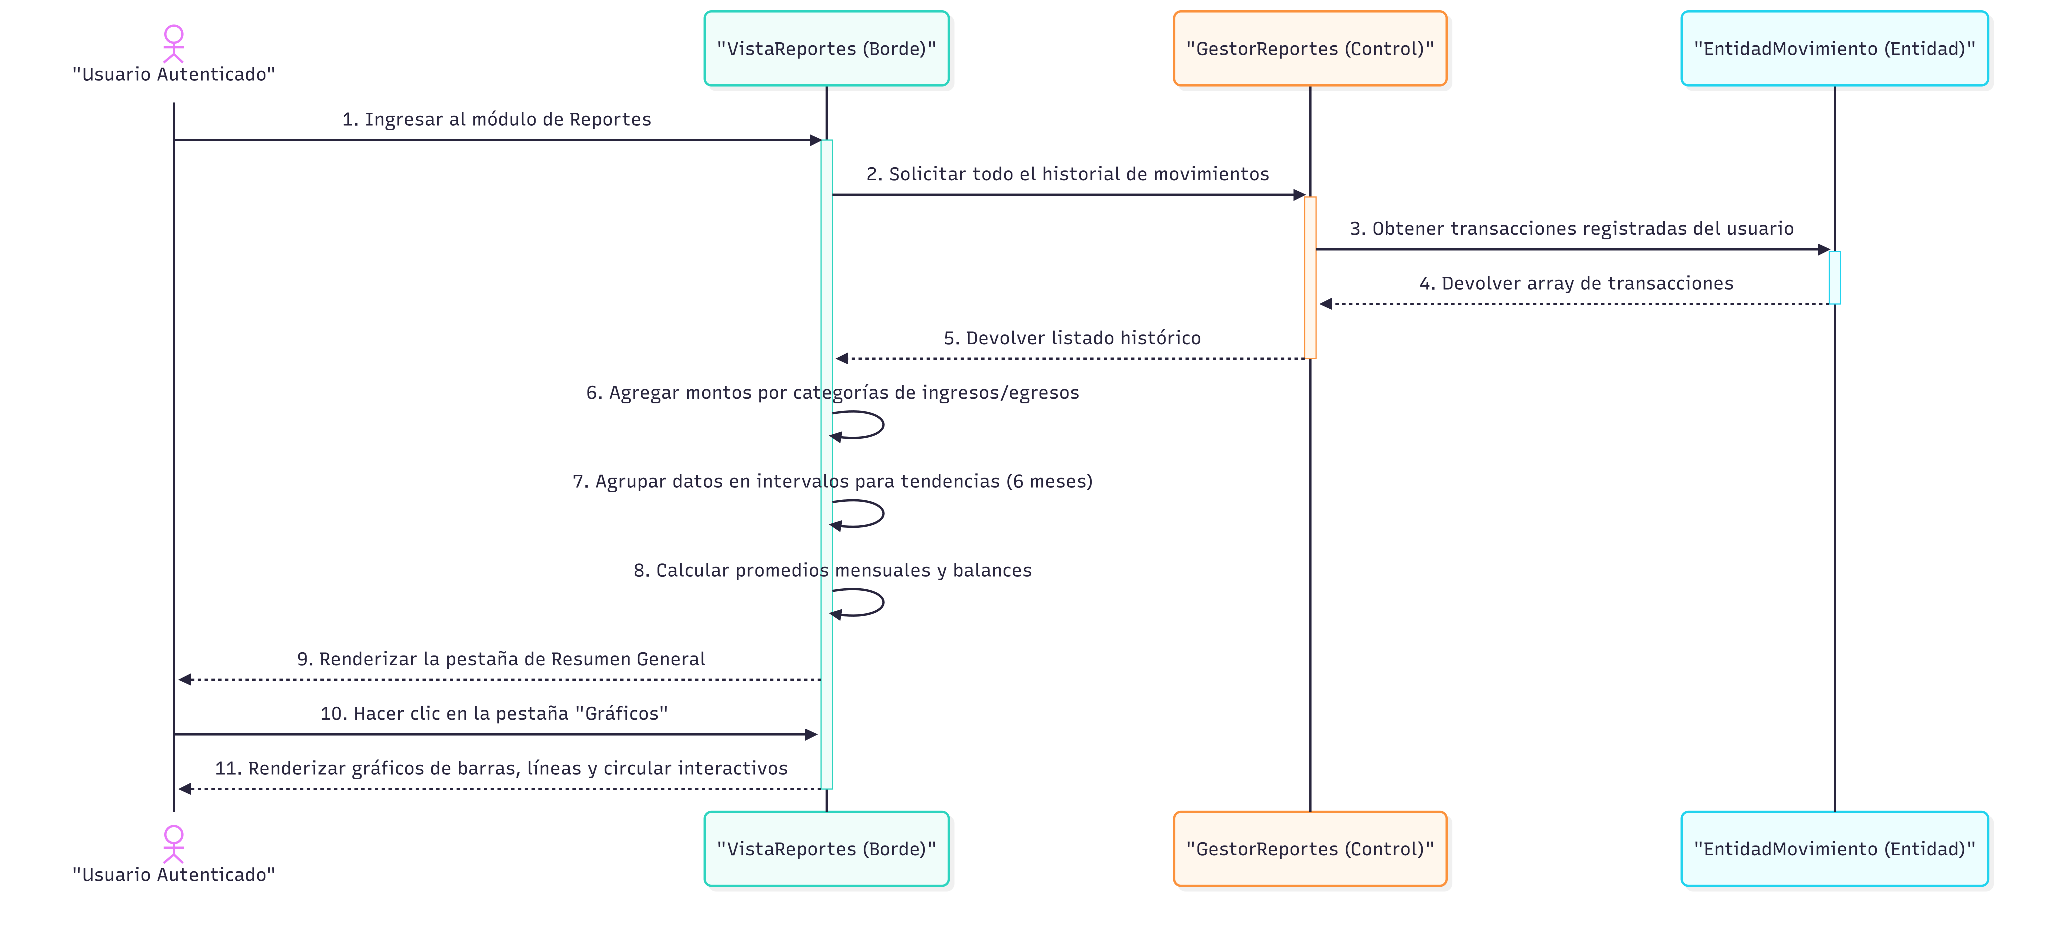 "Usuario Autenticado"
"VistaReportes (Borde)"
"GestorReportes (Control)"
"EntidadMovimiento (Entidad)"
1. Ingresar al módulo de Reportes
2. Solicitar todo el historial de movimientos
3. Obtener transacciones registradas del usuario
4. Devolver array de transacciones
5. Devolver listado histórico
6. Agregar montos por categorías de ingresos/egresos
7. Agrupar datos en intervalos para tendencias (6 meses)
8. Calcular promedios mensuales y balances
9. Renderizar la pestaña de Resumen General
10. Hacer clic en la pestaña "Gráficos"
11. Renderizar gráficos de barras, líneas y circular interactivos
"Usuario Autenticado"
"VistaReportes (Borde)"
"GestorReportes (Control)"
"EntidadMovimiento (Entidad)"